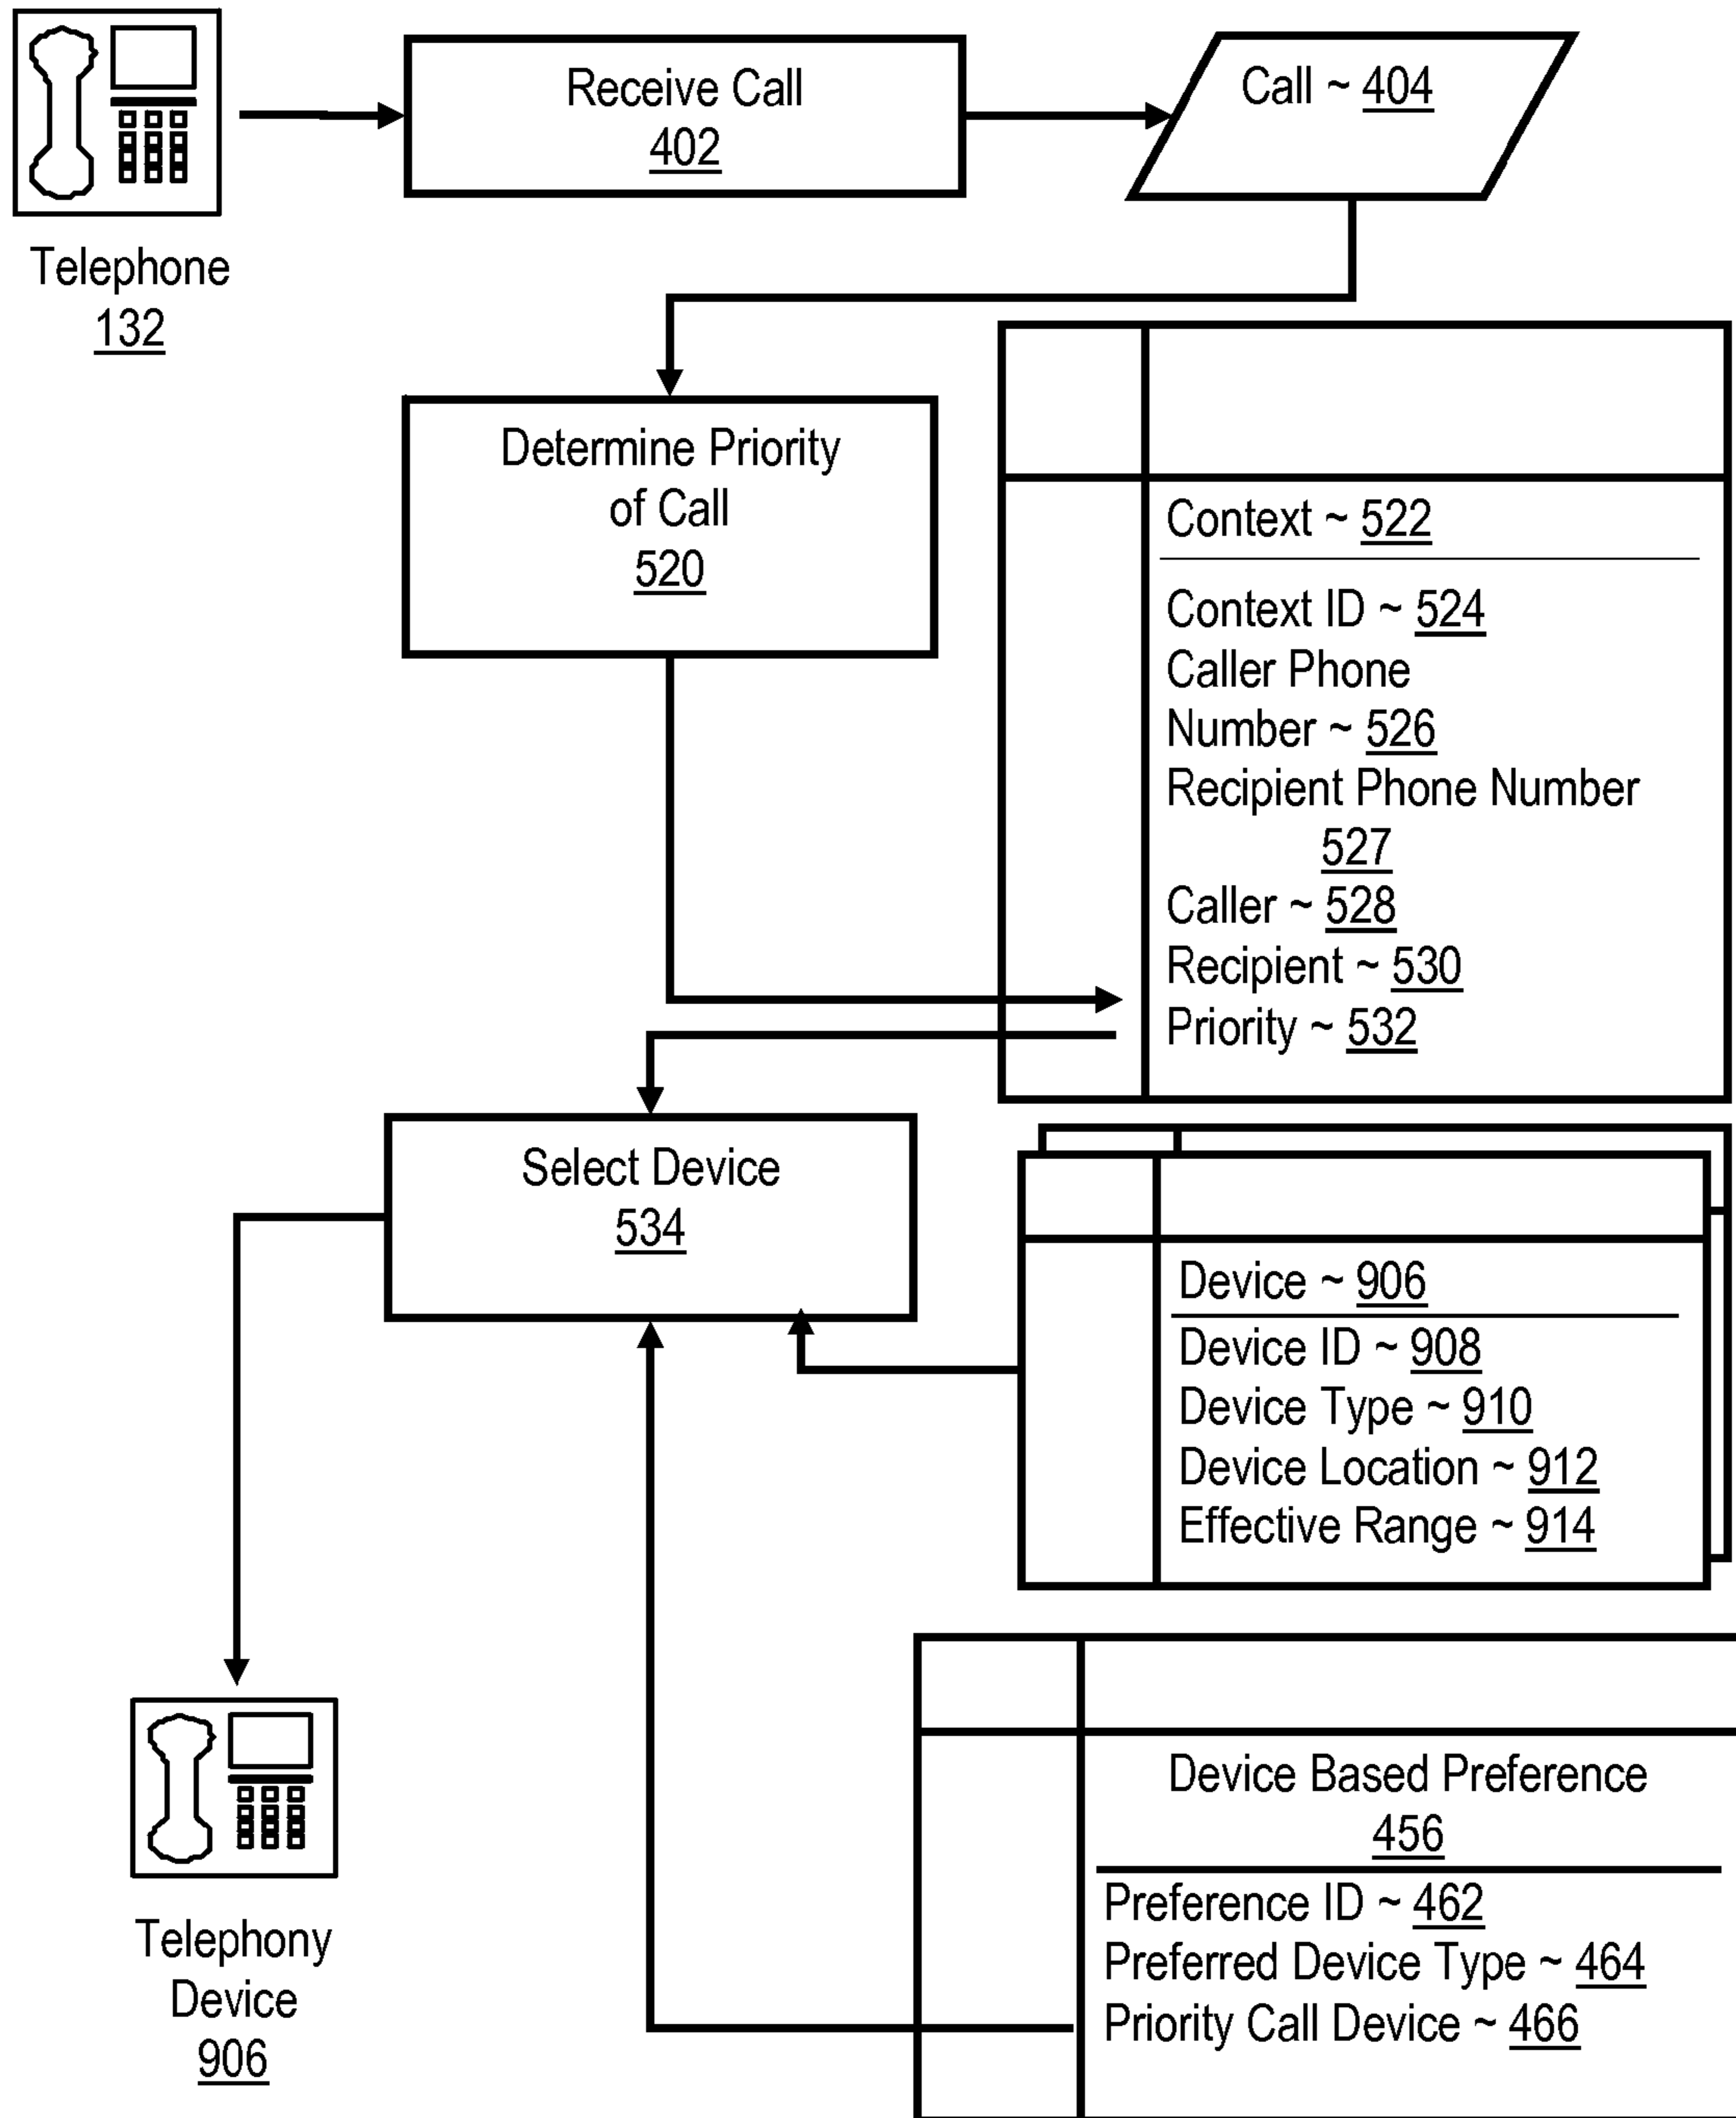 Receive Call
402
Call ~ 404
Telephone
132
Determine Priority
of Call
520
Context ~ 522
Context ID ~ 524
Caller Phone
Number ~ 526
Recipient Phone Number
527
Caller ~ 528
Recipient ~ 530
Priority ~ 532
Select Device
534
Device ~ 906
Device ID ~ 908
Device Type ~ 910
Device Location ~ 912
Effective Range ~ 914
Device Based Preference
456
Preference ID ~ 462
Preferred Device Type ~ 464
Priority Call Device ~ 466
Telephony
Device
906